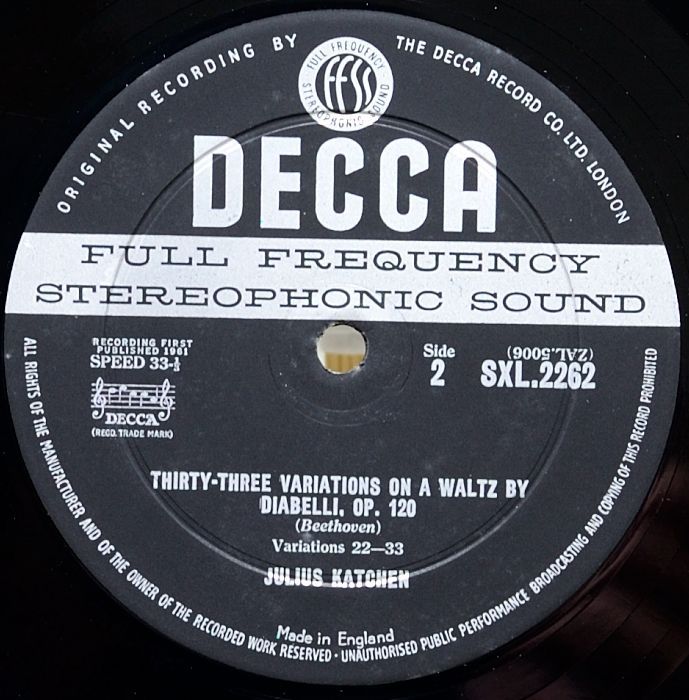 ORIGINAL RECORDING BY
THE DECCA RECORD CO. LTD. LONDON
FULL FREQUENCY
FFSS
STEREOPHONIC SOUND
DECCA
FULL FREQUENCY
STEREOPHONIC SOUND
RECORDING FIRST
PUBLISHED 1961
SPEED 33-⅓
DECCA
(REGD. TRADE MARK)
Side
2
(ZAL.5006)
SXL.2262
THIRTY-THREE VARIATIONS ON A WALTZ BY
DIABELLI, OP. 120
(Beethoven)
Variations 22—33
JULIUS KATCHEN
Made in England
ALL RIGHTS OF THE MANUFACTURER AND OF THE OWNER OF THE RECORDED WORK RESERVED · UNAUTHORISED PUBLIC PERFORMANCE BROADCASTING AND COPYING OF THIS RECORD PROHIBITED